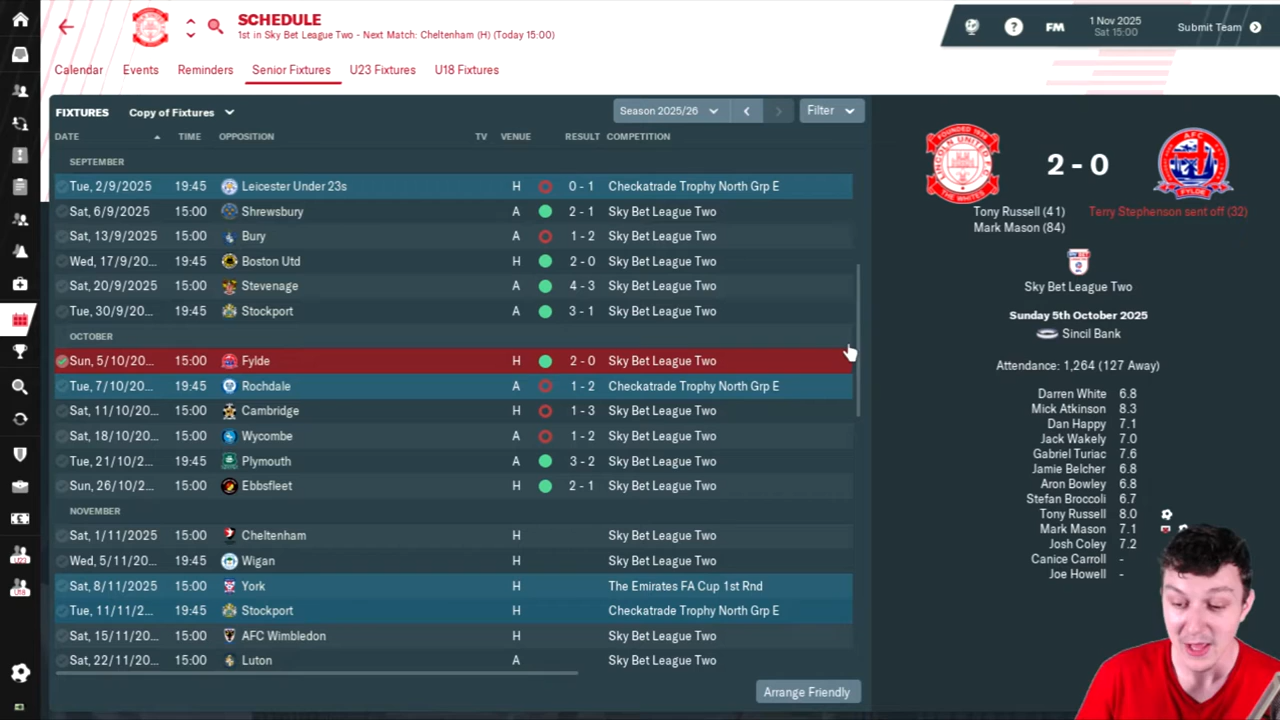 SCHEDULE
1st in Sky Bet League Two - Next Match: Cheltenham (H) (Today 15:00)
FM
1 Nov 2025
Sat 15:00
Submit Team
Calendar Events Reminders Senior Fixtures U23 Fixtures U18 Fixtures
FIXTURES Copy of Fixtures Season 2025/26 Filter
DATE TIME OPPOSITION TV VENUE RESULT COMPETITION
SEPTEMBER
Tue, 2/9/2025 19:45 Leicester Under 23s H 0 - 1 Checkatrade Trophy North Grp E
Sat, 6/9/2025 15:00 Shrewsbury A 2 - 1 Sky Bet League Two
Sat, 13/9/2025 15:00 Bury A 1 - 2 Sky Bet League Two
Wed, 17/9/20... 19:45 Boston Utd H 2 - 0 Sky Bet League Two
Sat, 20/9/2025 15:00 Stevenage A 4 - 3 Sky Bet League Two
Tue, 30/9/20... 19:45 Stockport A 3 - 1 Sky Bet League Two
OCTOBER
Sun, 5/10/20... 15:00 Fylde H 2 - 0 Sky Bet League Two
Tue, 7/10/20... 19:45 Rochdale A 1 - 2 Checkatrade Trophy North Grp E
Sat, 11/10/20... 15:00 Cambridge H 1 - 3 Sky Bet League Two
Sat, 18/10/20... 15:00 Wycombe A 1 - 2 Sky Bet League Two
Tue, 21/10/2... 19:45 Plymouth A 3 - 2 Sky Bet League Two
Sun, 26/10/2... 15:00 Ebbsfleet H 2 - 1 Sky Bet League Two
NOVEMBER
Sat, 1/11/2025 15:00 Cheltenham H Sky Bet League Two
Wed, 5/11/20... 19:45 Wigan H Sky Bet League Two
Sat, 8/11/2025 15:00 York H The Emirates FA Cup 1st Rnd
Tue, 11/11/2... 19:45 Stockport H Checkatrade Trophy North Grp E
Sat, 15/11/20... 15:00 AFC Wimbledon H Sky Bet League Two
Sat, 22/11/20... 15:00 Luton A Sky Bet League Two
Arrange Friendly
2 - 0
Tony Russell (41) Terry Stephenson sent off (32)
Mark Mason (84)
Sky Bet League Two
Sunday 5th October 2025
Sincil Bank
Attendance: 1,264 (127 Away)
Darren White 6.8
Mick Atkinson 8.3
Dan Happy 7.1
Jack Wakely 7.0
Gabriel Turiac 7.6
Jamie Belcher 6.8
Aron Bowley 6.8
Stefan Broccoli 6.7
Tony Russell 8.0
Mark Mason 7.1
Josh Coley 7.2
Canice Carroll -
Joe Howell -
U23
U18